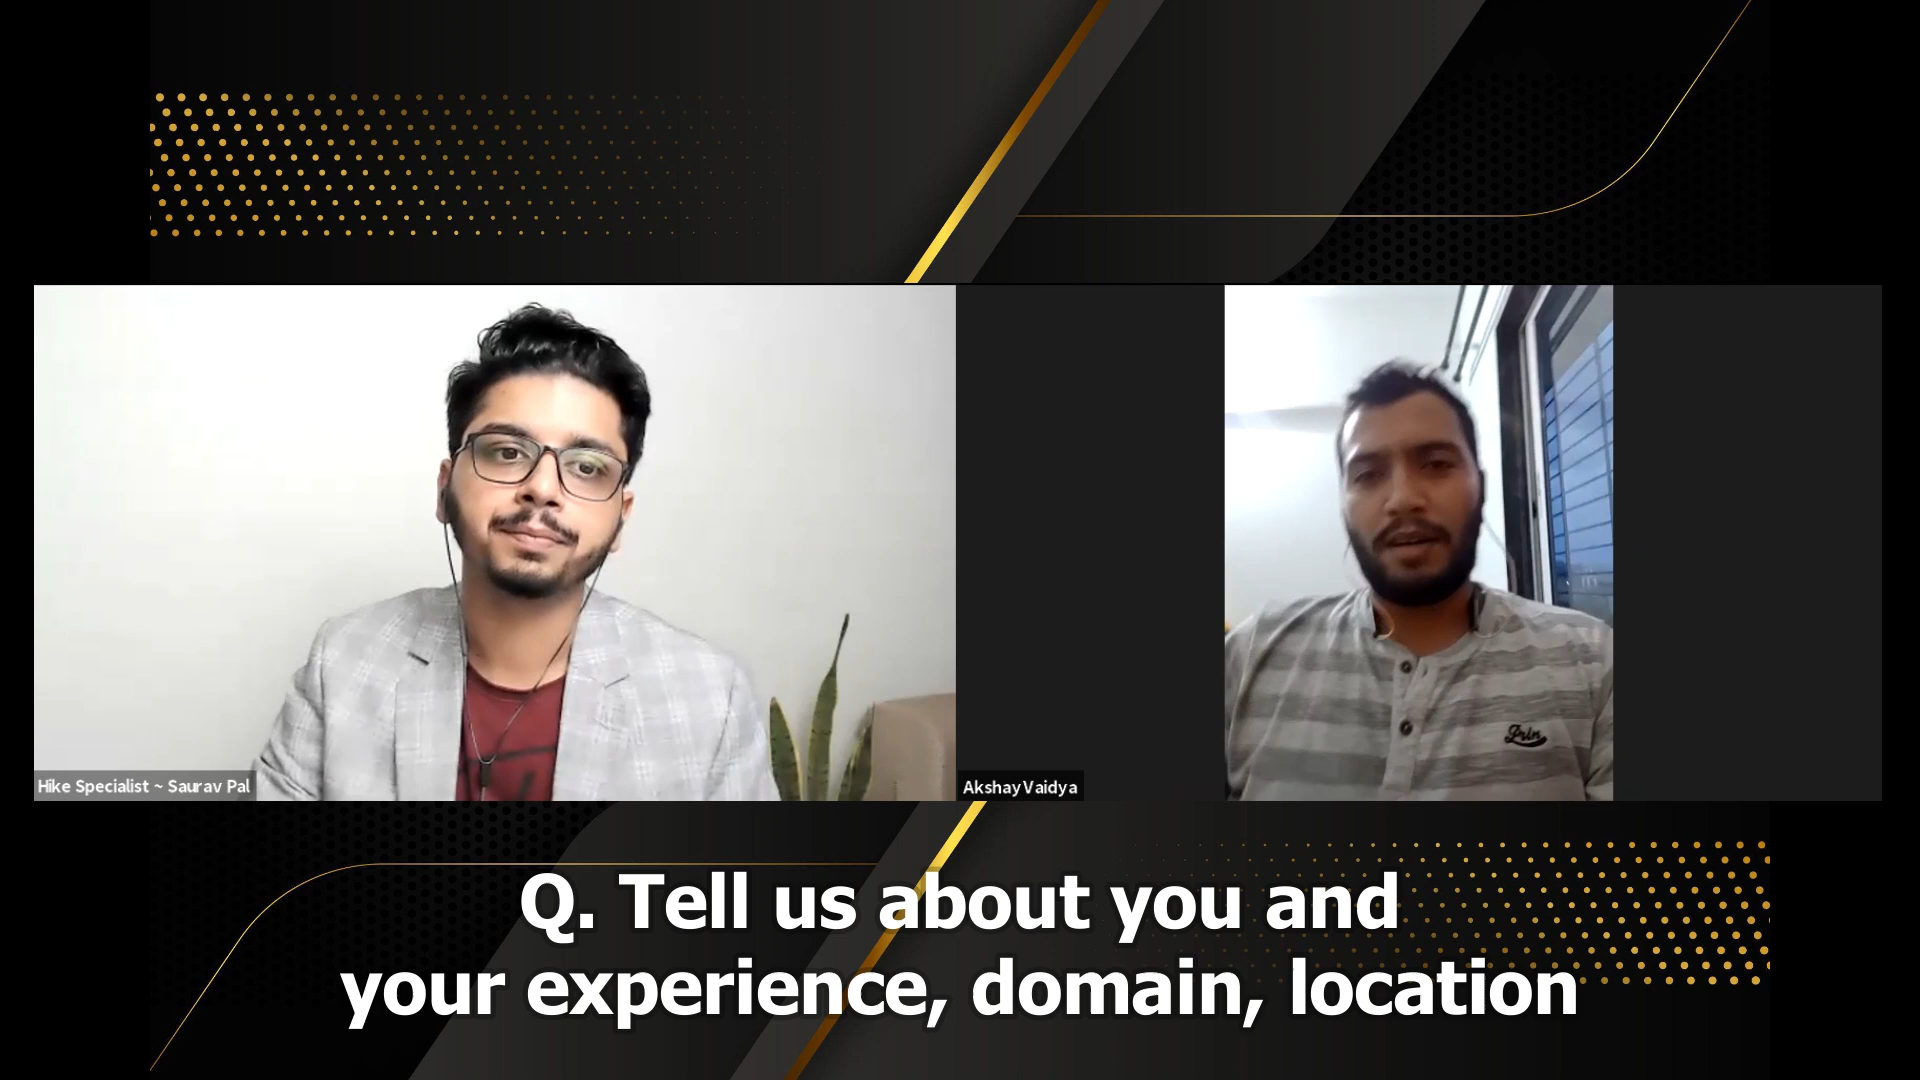 Hike Specialist ~ Saurav Pal
Akshay Vaidya
Q. Tell us about you and
your experience, domain, location